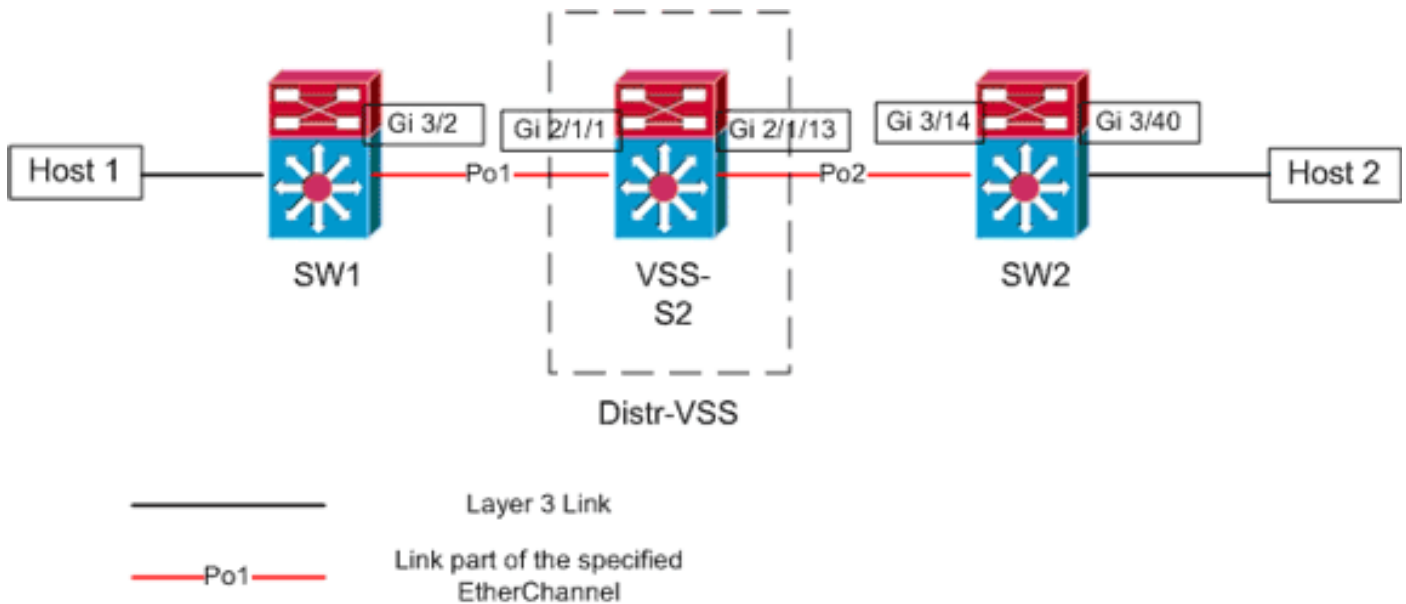 Gi 3/2
Gi 2/1/1
Gi 2/1/13
Gi 3/14
Gi 3/40
Host 1
Po1
Po2
Host 2
SW1
VSS-
S2
SW2
Distr-VSS
Layer 3 Link
Po1
Link part of the specified
EtherChannel